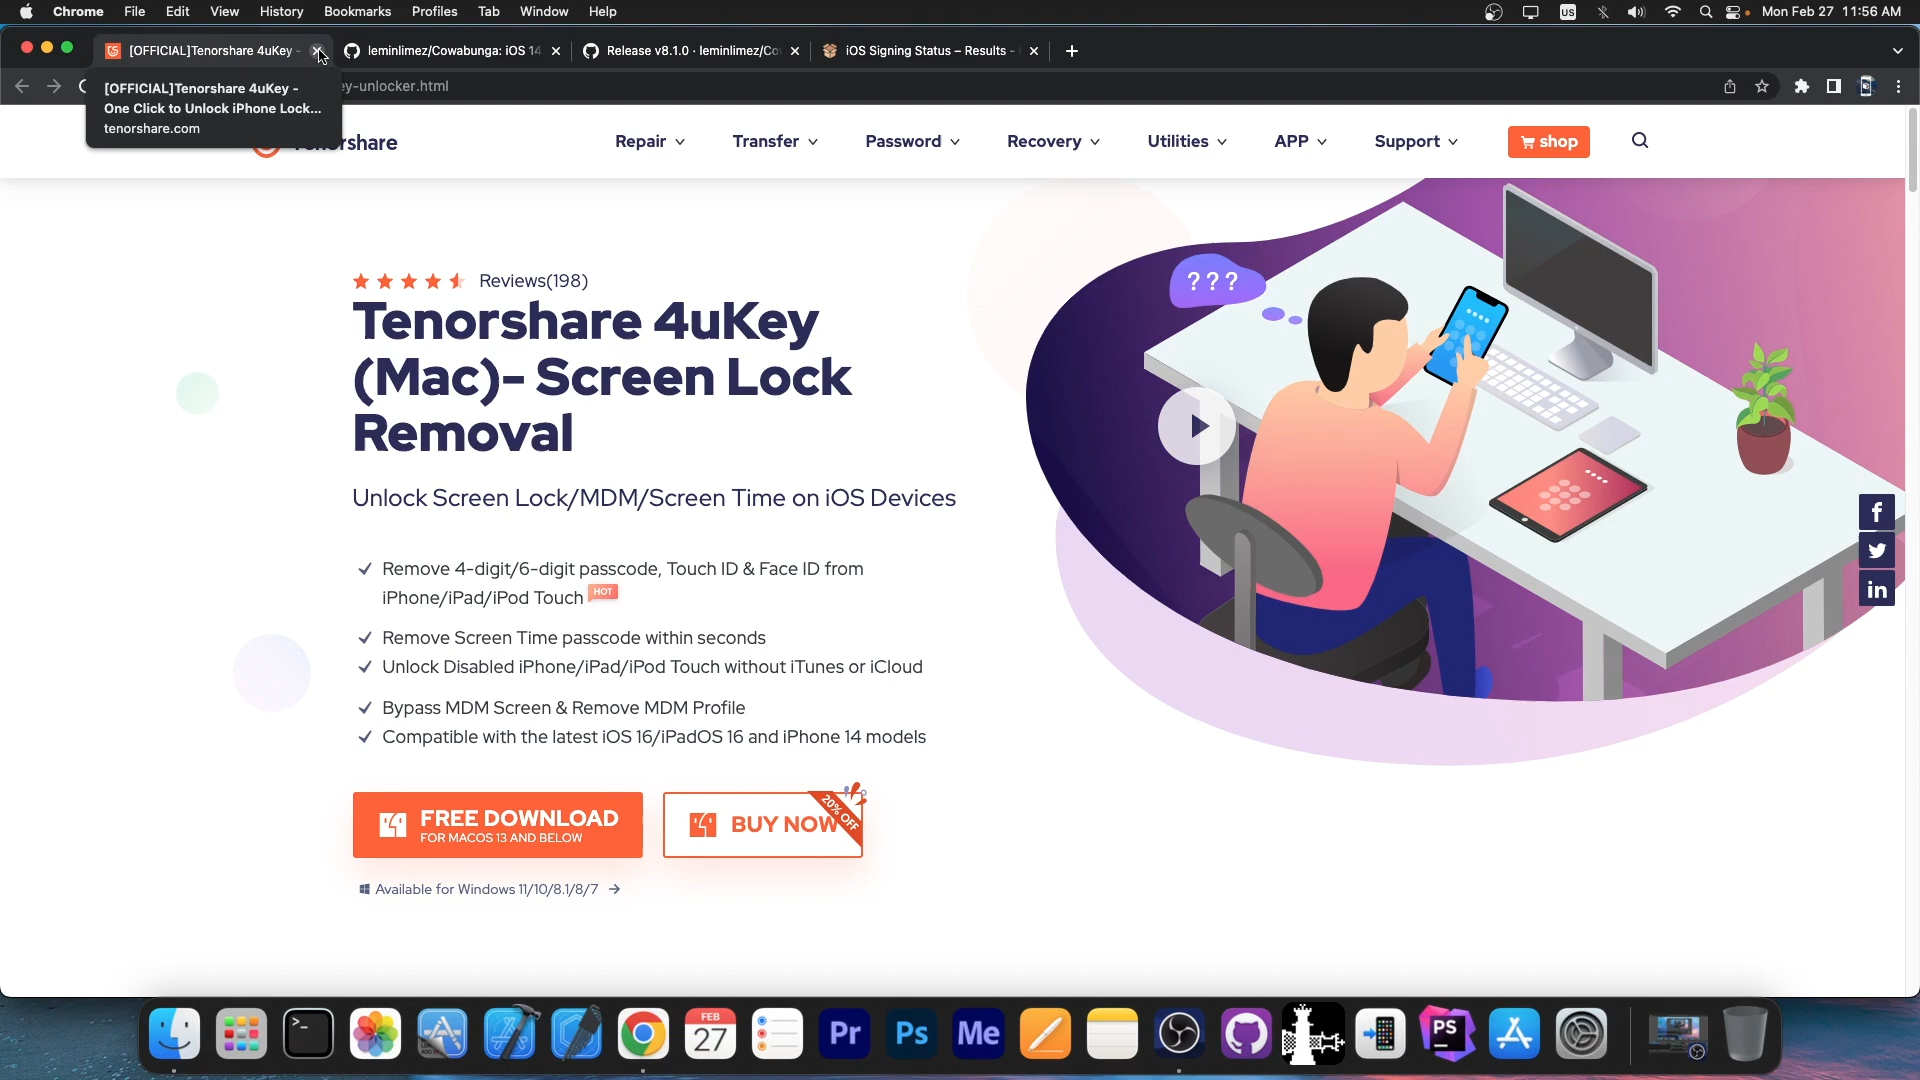 Chrome File Edit View History Bookmarks Profiles Tab Window Help
US
Mon Feb 27 11:56 AM
[OFFICIAL]Tenorshare 4uKey -
leminlimez/Cowabunga: iOS 14
Release v8.1.0 · leminlimez/Co
iOS Signing Status – Results -
ey-unlocker.html
[OFFICIAL]Tenorshare 4uKey -
One Click to Unlock iPhone Lock...
tenorshare.com
Tenorshare
Repair
Transfer
Password
Recovery
Utilities
APP
Support
shop
Reviews(198)
Tenorshare 4uKey
(Mac)- Screen Lock
Removal
Unlock Screen Lock/MDM/Screen Time on iOS Devices
Remove 4-digit/6-digit passcode, Touch ID & Face ID from
iPhone/iPad/iPod Touch HOT
Remove Screen Time passcode within seconds
Unlock Disabled iPhone/iPad/iPod Touch without iTunes or iCloud
Bypass MDM Screen & Remove MDM Profile
Compatible with the latest iOS 16/iPadOS 16 and iPhone 14 models
FREE DOWNLOAD
FOR MACOS 13 AND BELOW
BUY NOW
20% OFF
Available for Windows 11/10/8.1/8/7
???
f
in
FEB
27
Pr
Ps
Me
PS